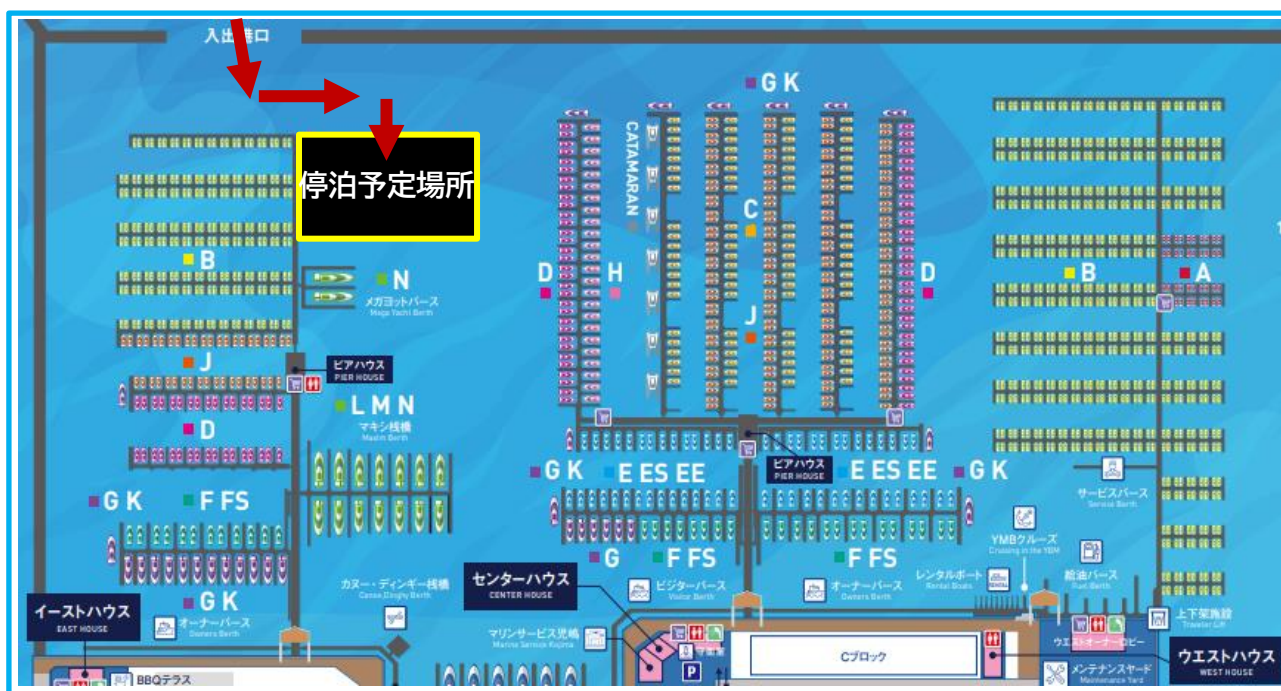 入出港口
G K
停泊予定場所
CATAMARAN
C
B
N
メガヨットバース
Mega Yacht Berth
D
H
D
B
A
J
J
ピアハウス
PIER HOUSE
L M N
マキシ桟橋
Maxim Berth
D
G K
E ES EE
ピアハウス
PIER HOUSE
E ES EE
G K
サービスバース
Service Berth
G K
F FS
G
F FS
F FS
YMBクルーズ
Cruising in the YBM
給油バース
Fuel Berth
レンタルボート
Rental Boats
RENTAL
カヌー・ディンギー桟橋
Canoe,Dinghy Berth
センターハウス
CENTER HOUSE
ビジターバース
Visitor Berth
オーナーバース
Owners Berth
イーストハウス
EAST HOUSE
G K
オーナーバース
Owners Berth
マリンサービス児嶋
Marine Service Kojima
上下架施設
Traveler Lift
ウエストオーナーロビー
Cブロック
P
ウエストハウス
WEST HOUSE
メンテナンスヤード
Maintenance Yard
BBQテラス